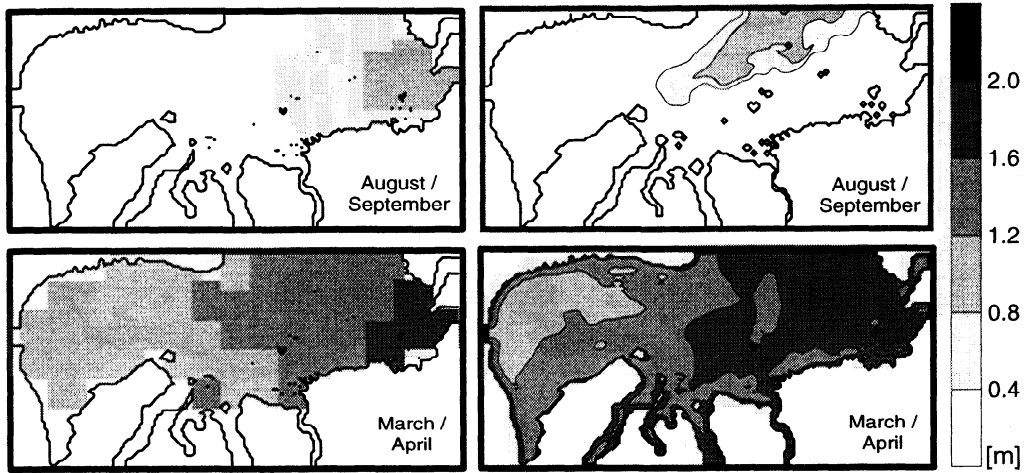 August /
September
August /
September
March /
April
March /
April
2.0
1.6
1.2
0.8
0.4
[m]